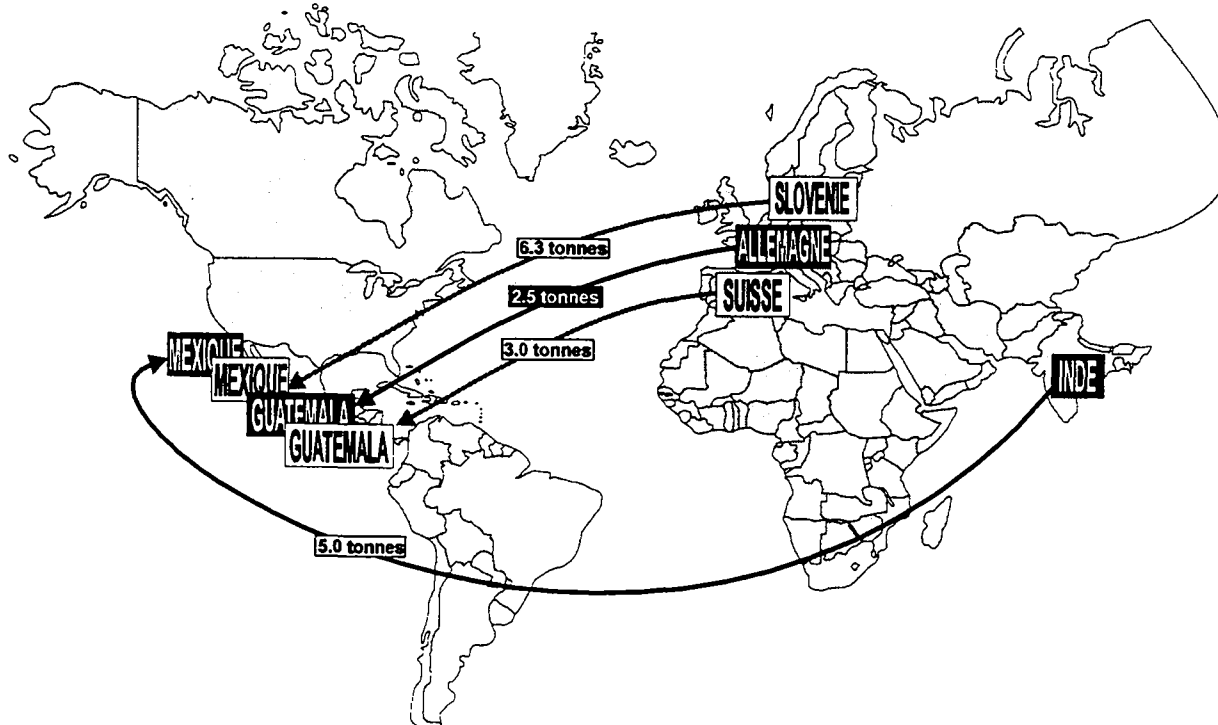 SLOVENIE
6.3 tonnes
ALLEMAGNE
2.5 tonnes
SUISSE
3.0 tonnes
MEXIQUE
MEXIQUE
INDE
GUATEMALA
GUATEMALA
5.0 tonnes